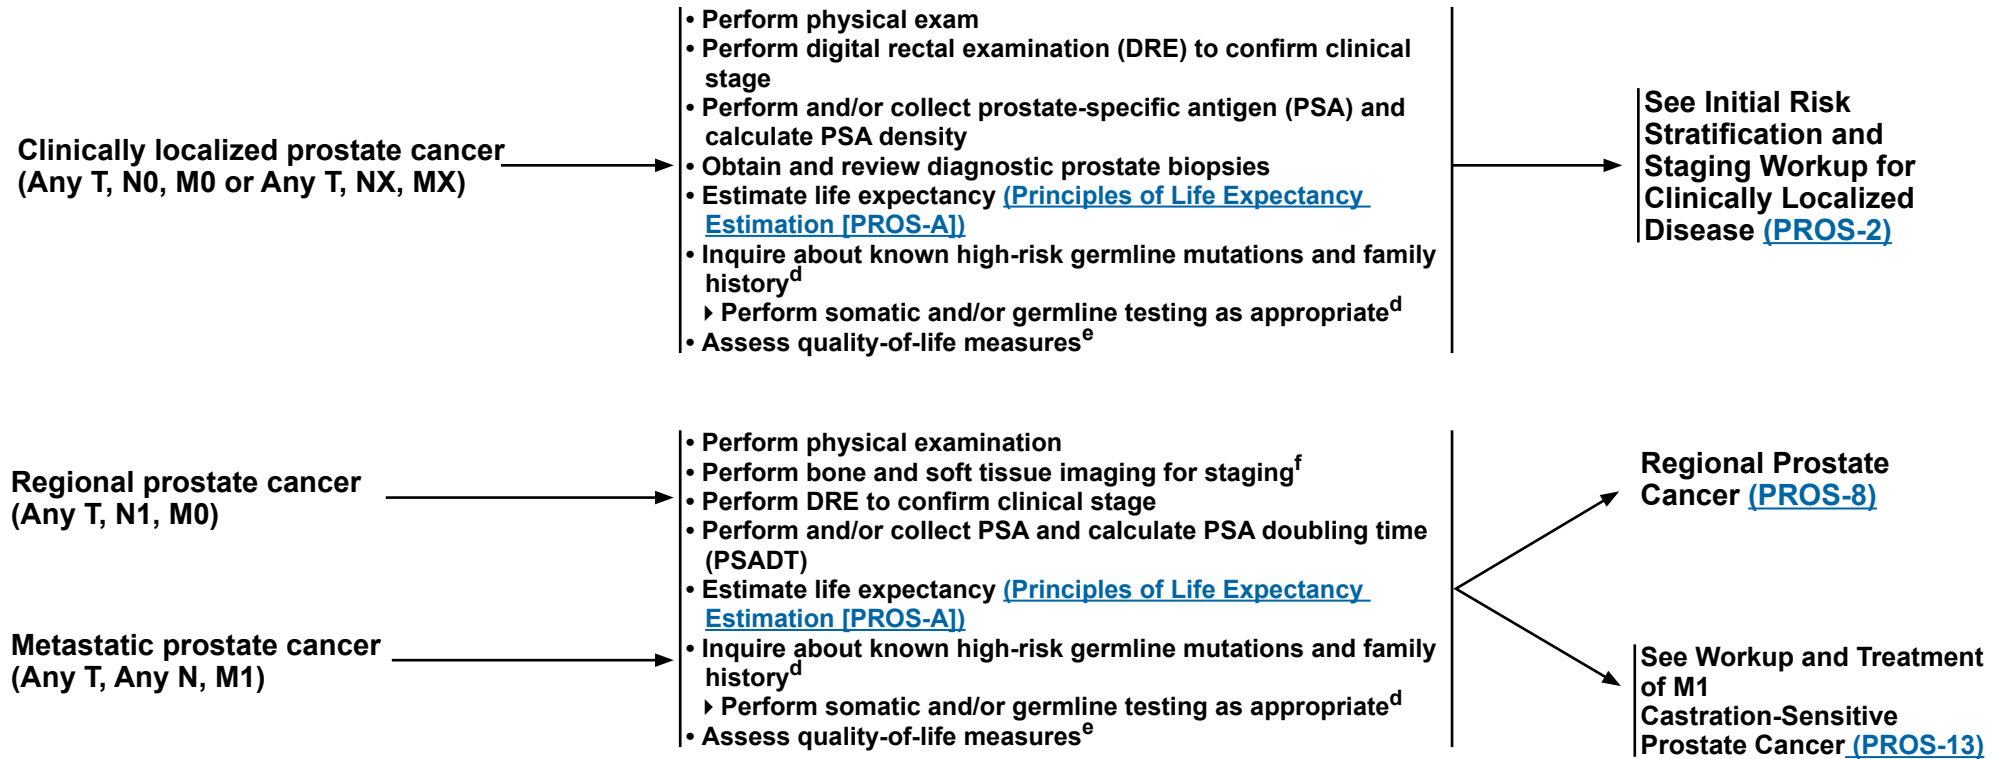 Clinically localized prostate cancer
(Any T, N0, M0 or Any T, NX, MX)
• Perform physical exam
• Perform digital rectal examination (DRE) to confirm clinical
stage
• Perform and/or collect prostate-specific antigen (PSA) and
calculate PSA density
• Obtain and review diagnostic prostate biopsies
• Estimate life expectancy (Principles of Life Expectancy
Estimation [PROS-A])
• Inquire about known high-risk germline mutations and family
history^d
▸ Perform somatic and/or germline testing as appropriate^d
• Assess quality-of-life measures^e
See Initial Risk
Stratification and
Staging Workup for
Clinically Localized
Disease (PROS-2)
Regional prostate cancer
(Any T, N1, M0)
Metastatic prostate cancer
(Any T, Any N, M1)
• Perform physical examination
• Perform bone and soft tissue imaging for staging^f
• Perform DRE to confirm clinical stage
• Perform and/or collect PSA and calculate PSA doubling time
(PSADT)
• Estimate life expectancy (Principles of Life Expectancy
Estimation [PROS-A])
• Inquire about known high-risk germline mutations and family
history^d
▸ Perform somatic and/or germline testing as appropriate^d
• Assess quality-of-life measures^e
Regional Prostate
Cancer (PROS-8)
See Workup and Treatment
of M1
Castration-Sensitive
Prostate Cancer (PROS-13)